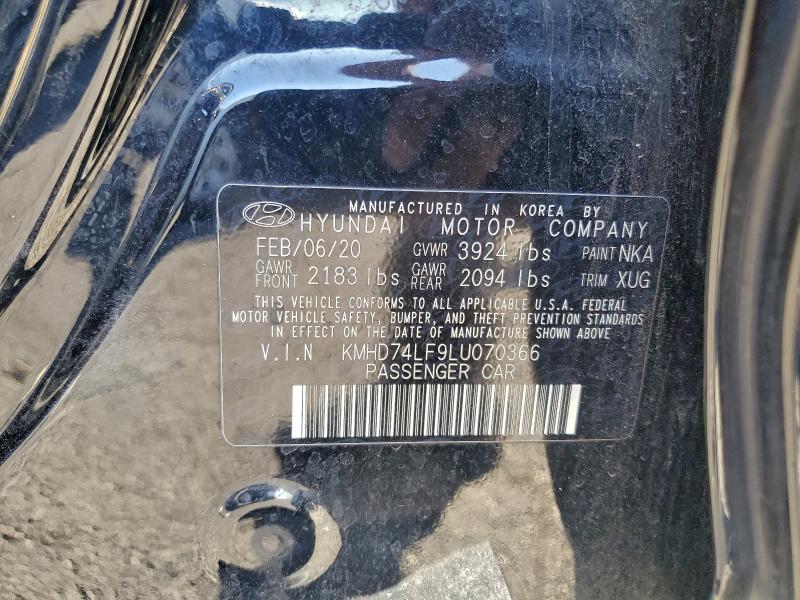 MANUFACTURED IN KOREA BY
HYUNDAI MOTOR COMPANY
FEB/06/20 GVWR 3924 lbs PAINT NKA
GAWR FRONT 2183 lbs GAWR REAR 2094 lbs TRIM XUG
THIS VEHICLE CONFORMS TO ALL APPLICABLE U.S.A. FEDERAL
MOTOR VEHICLE SAFETY, BUMPER, AND THEFT PREVENTION STANDARDS
IN EFFECT ON THE DATE OF MANUFACTURE SHOWN ABOVE
V.I.N KMHD74LF9LU070366
PASSENGER CAR